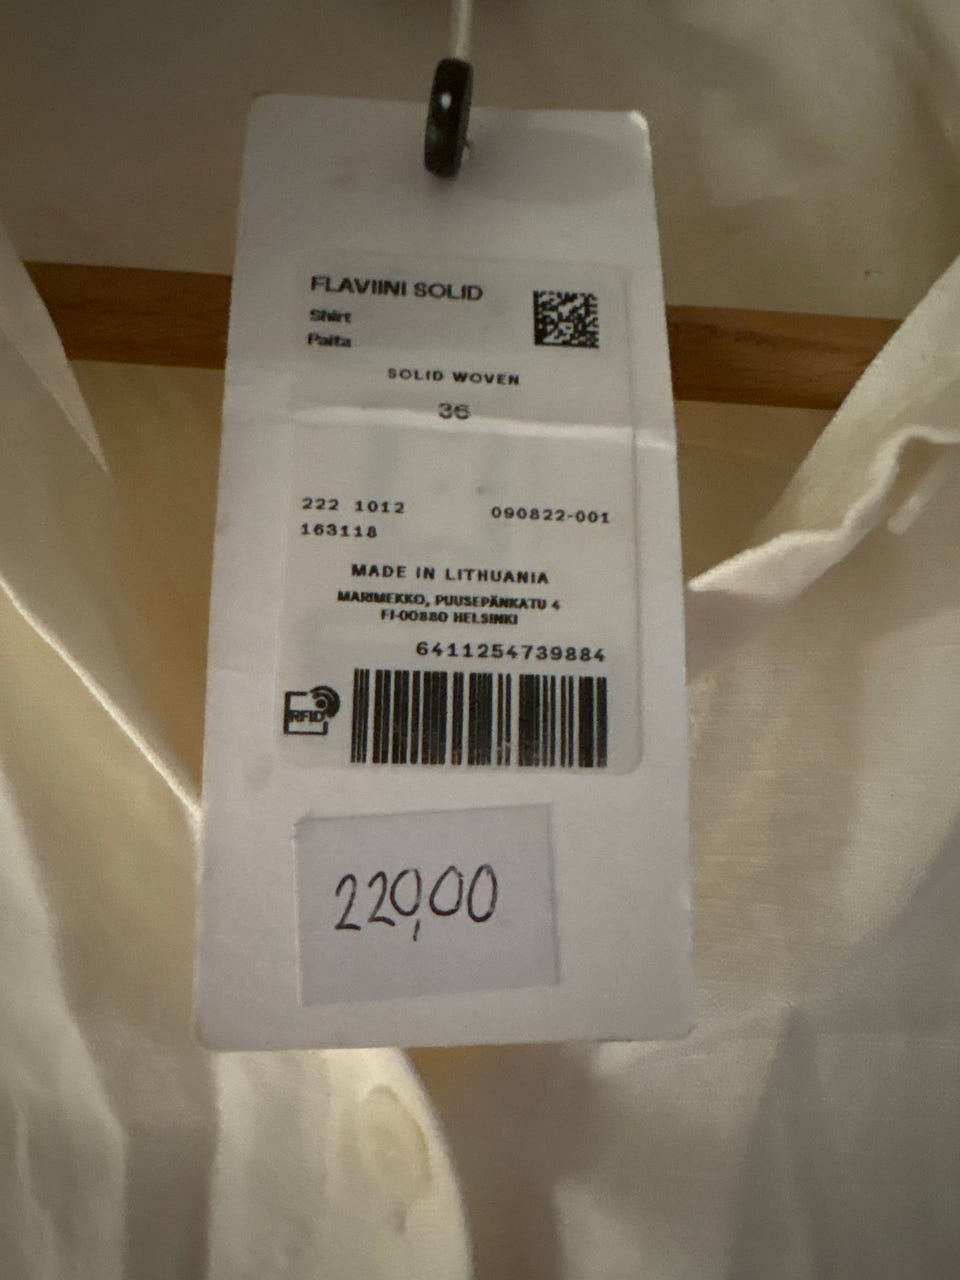 FLAVIINI SOLID
Shirt
Paita
SOLID WOVEN
36
222 1012
090822-001
163118
MADE IN LITHUANIA
MARIMEKKO, PUUSEPÄNKATU 4
FI-00880 HELSINKI
6411254739884
RFID
220,00